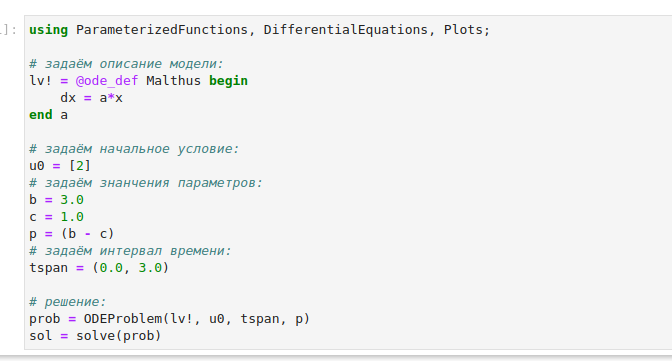 ]:
using ParameterizedFunctions, DifferentialEquations, Plots;
# задаём описание модели:
lv! = @ode_def Malthus begin
    dx = a*x
end a
# задаём начальное условие:
u0 = [2]
# задаём знанчения параметров:
b = 3.0
c = 1.0
p = (b - c)
# задаём интервал времени:
tspan = (0.0, 3.0)
# решение:
prob = ODEProblem(lv!, u0, tspan, p)
sol = solve(prob)